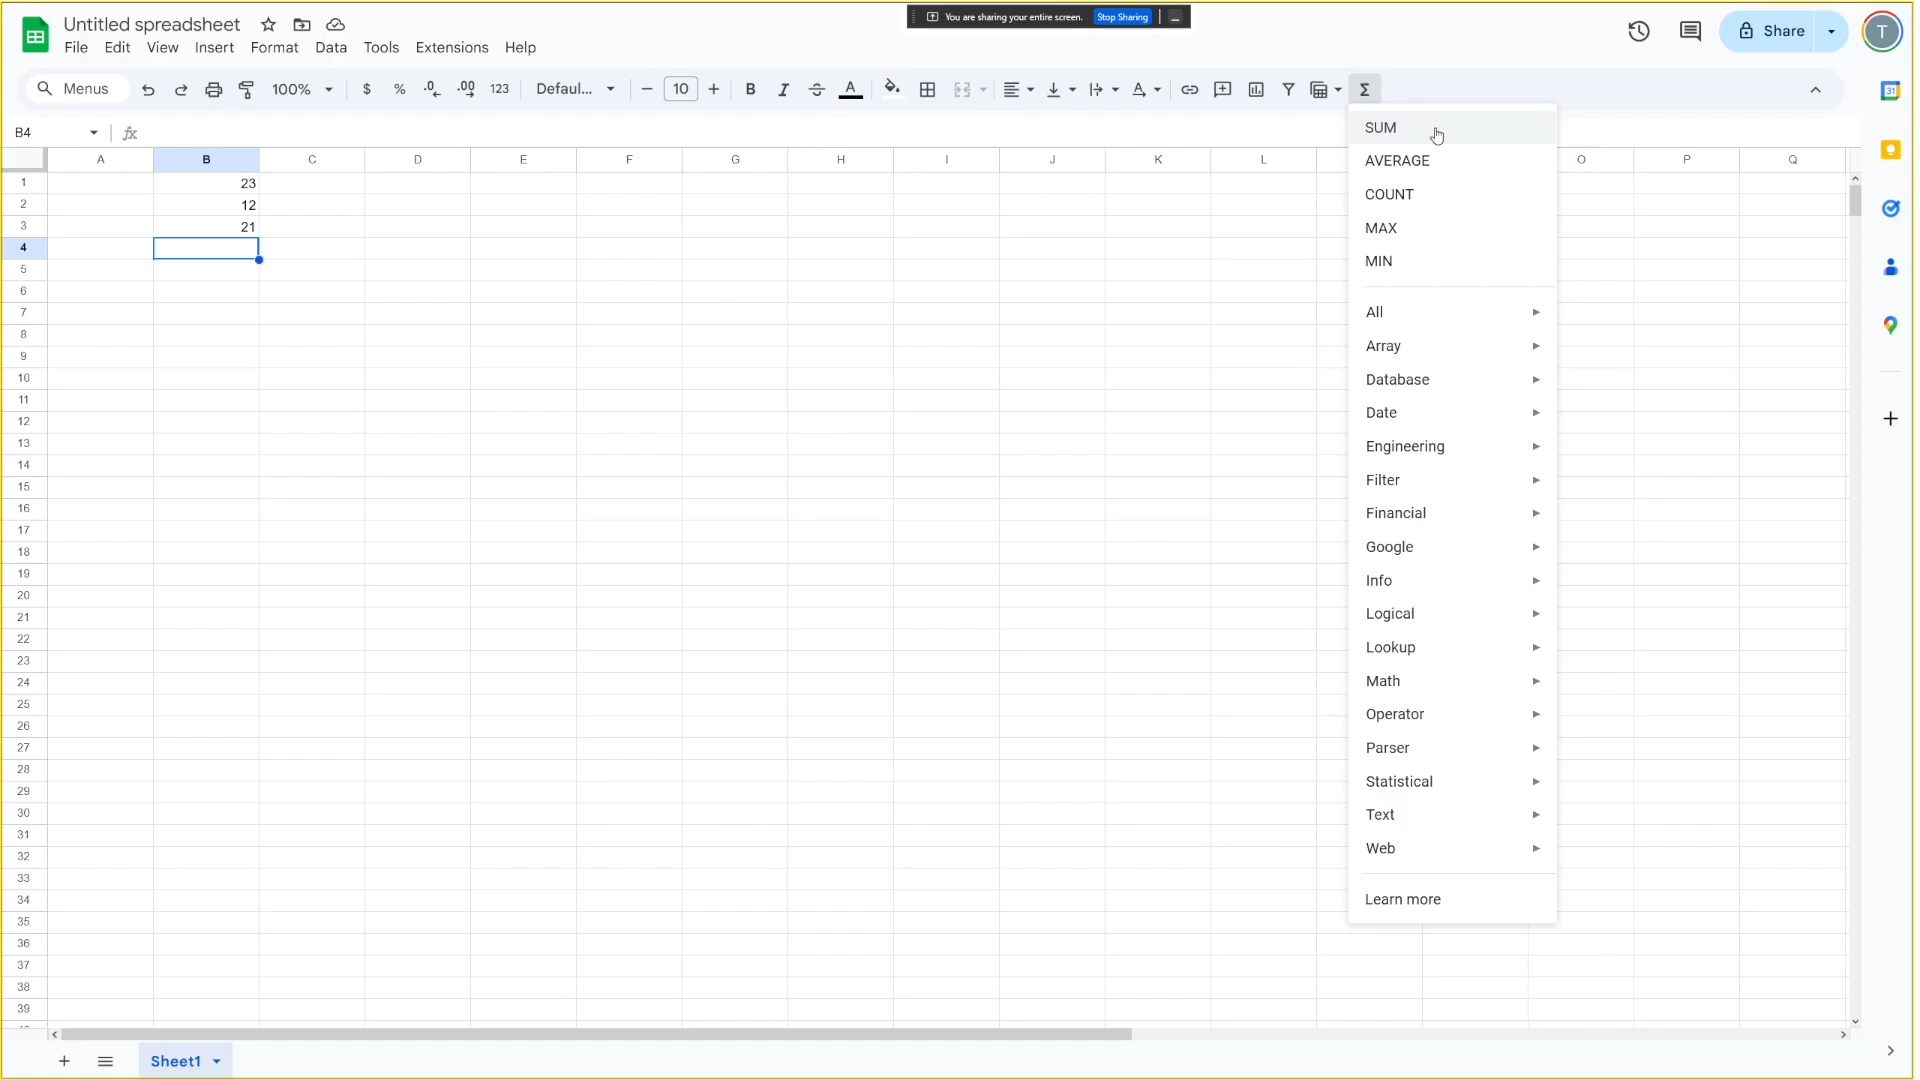 Untitled spreadsheet
You are sharing your entire screen.
Stop Sharing
Share
T
File Edit View Insert Format Data Tools Extensions Help
Menus 100% $ % .0 .00 123 Defaul... − 10 + B I A Σ
31
B4 fx
A B C D E F G H I J K L O P Q
1 23
2 12
3 21
4
5
6
7
8
9
10
11
12
13
14
15
16
17
18
19
20
21
22
23
24
25
26
27
28
29
30
31
32
33
34
35
36
37
38
39
SUM
AVERAGE
COUNT
MAX
MIN
All
Array
Database
Date
Engineering
Filter
Financial
Google
Info
Logical
Lookup
Math
Operator
Parser
Statistical
Text
Web
Learn more
Sheet1